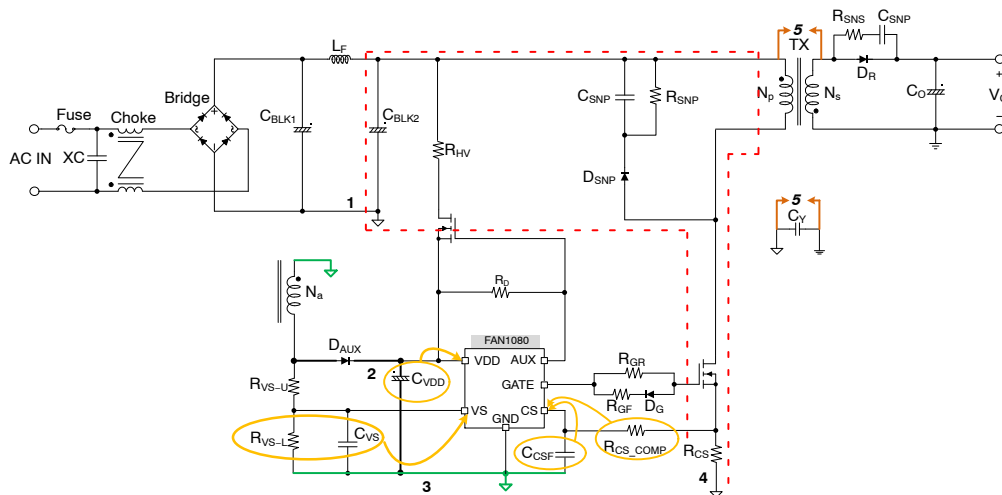 5
TX
RSNS
CSNP
DR
LF
Np
Ns
CO
+
VO
−
Fuse
Choke
Bridge
CBLK1
CBLK2
RHV
CSNP
RSNP
AC IN
XC
DSNP
1
5
CY
Na
RD
FAN1080
DAUX
VDD
AUX
2
CVDD
GATE
RGR
RGF
DG
RVS−U
VS
CS
GND
RVS−L
CVS
CCSF
RCS_COMP
RCS
3
4